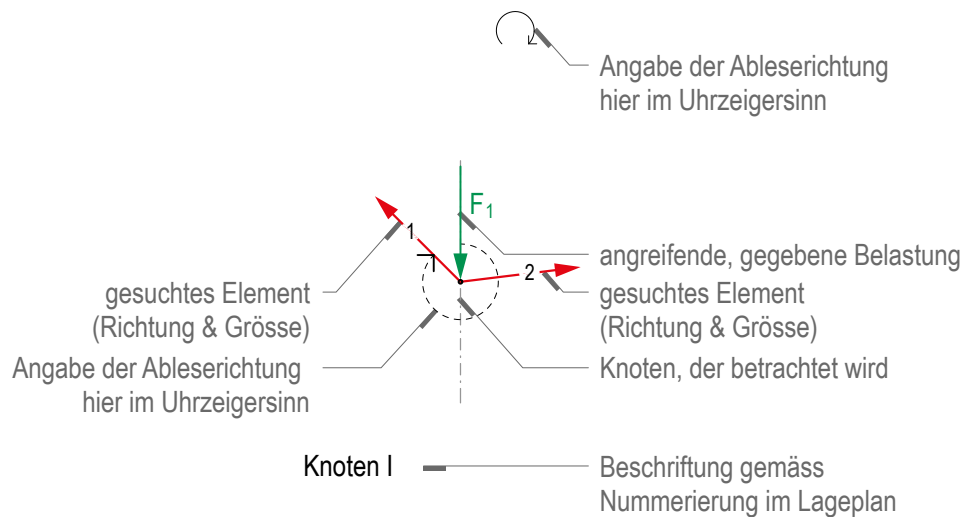 Angabe der Ableserichtung
hier im Uhrzeigersinn
F1
1
2
angreifende, gegebene Belastung
gesuchtes Element
(Richtung & Grösse)
gesuchtes Element
(Richtung & Grösse)
Angabe der Ableserichtung
hier im Uhrzeigersinn
Knoten, der betrachtet wird
Knoten I
Beschriftung gemäss
Nummerierung im Lageplan